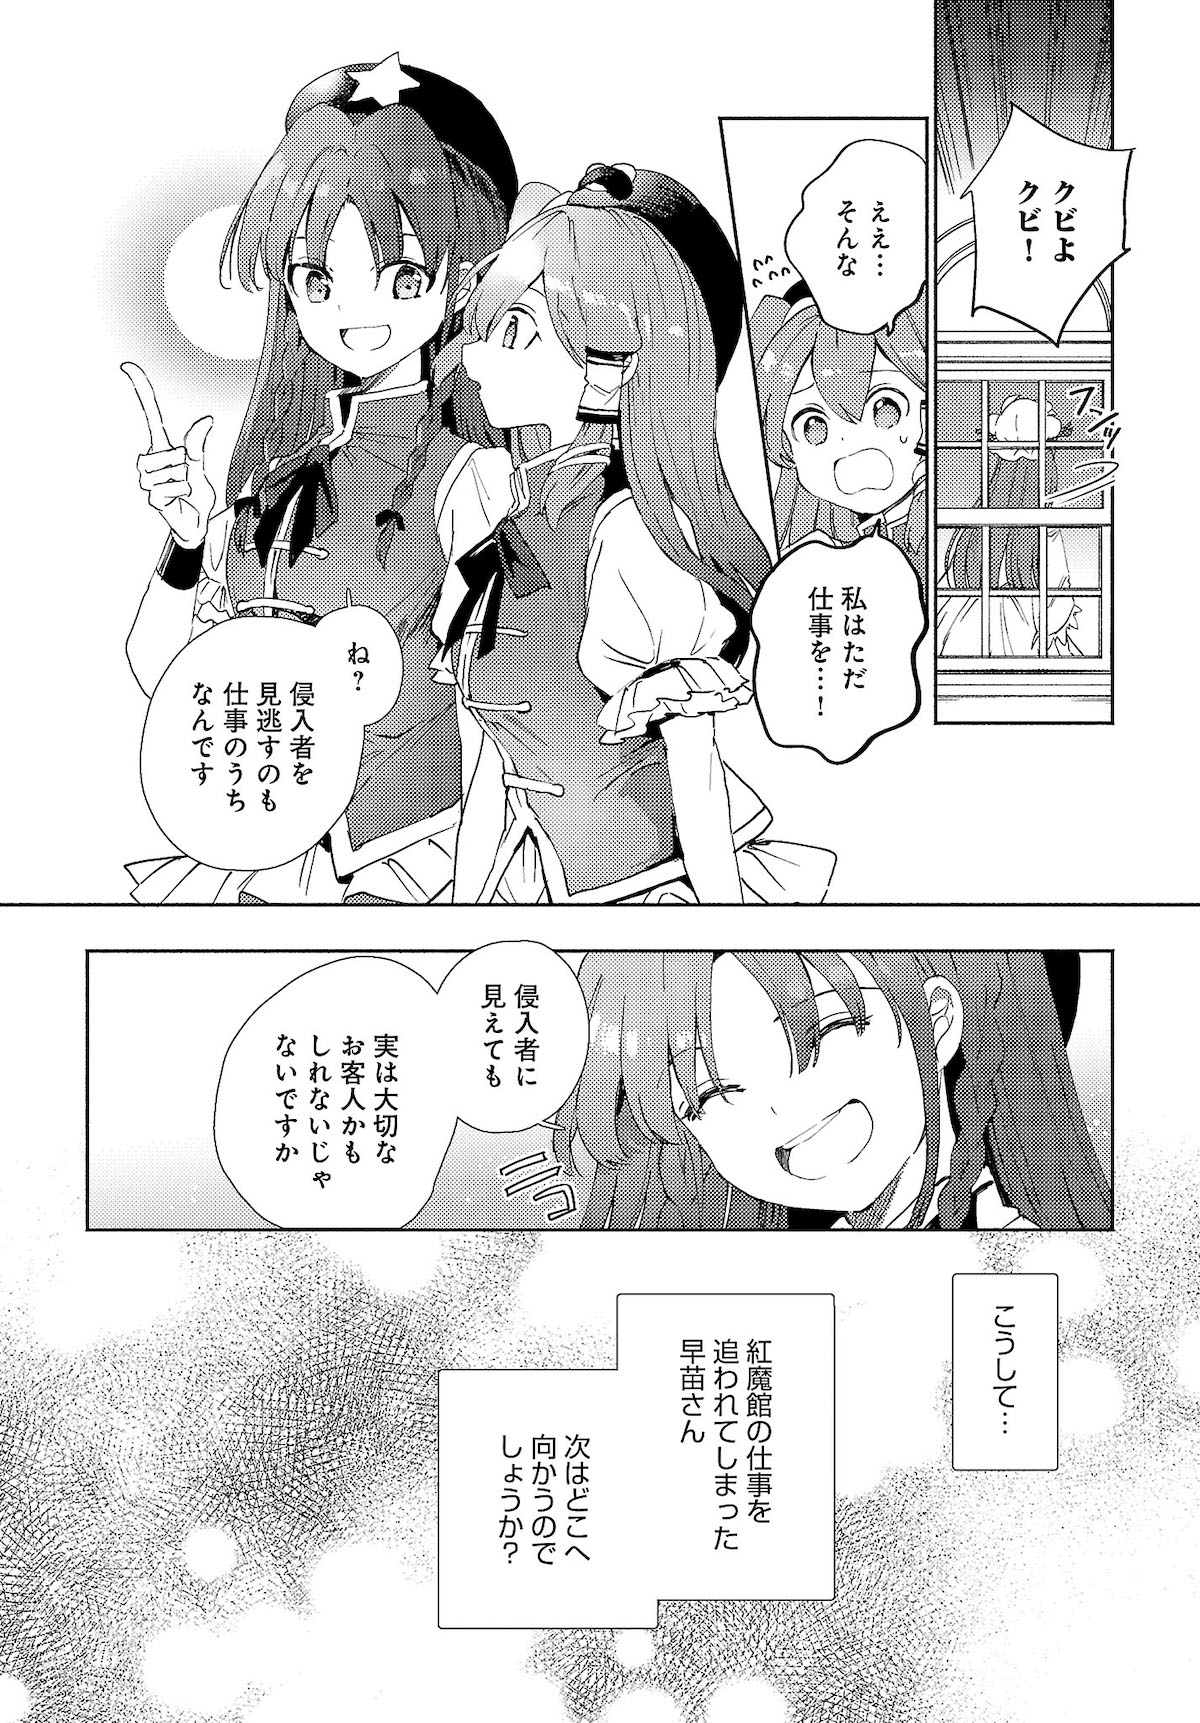 クビよ
クビ！
フンッ
ええ…
そんな
私はただ
仕事を…！
ね？
侵入者を
見逃すのも
仕事のうち
なんです
侵入者に
見えても
実は大切な
お客人かも
しれないじゃ
ないですか
ニコ
こうして…
紅魔館の仕事を
追われてしまった
早苗さん
次はどこへ
向かうので
しょうか？